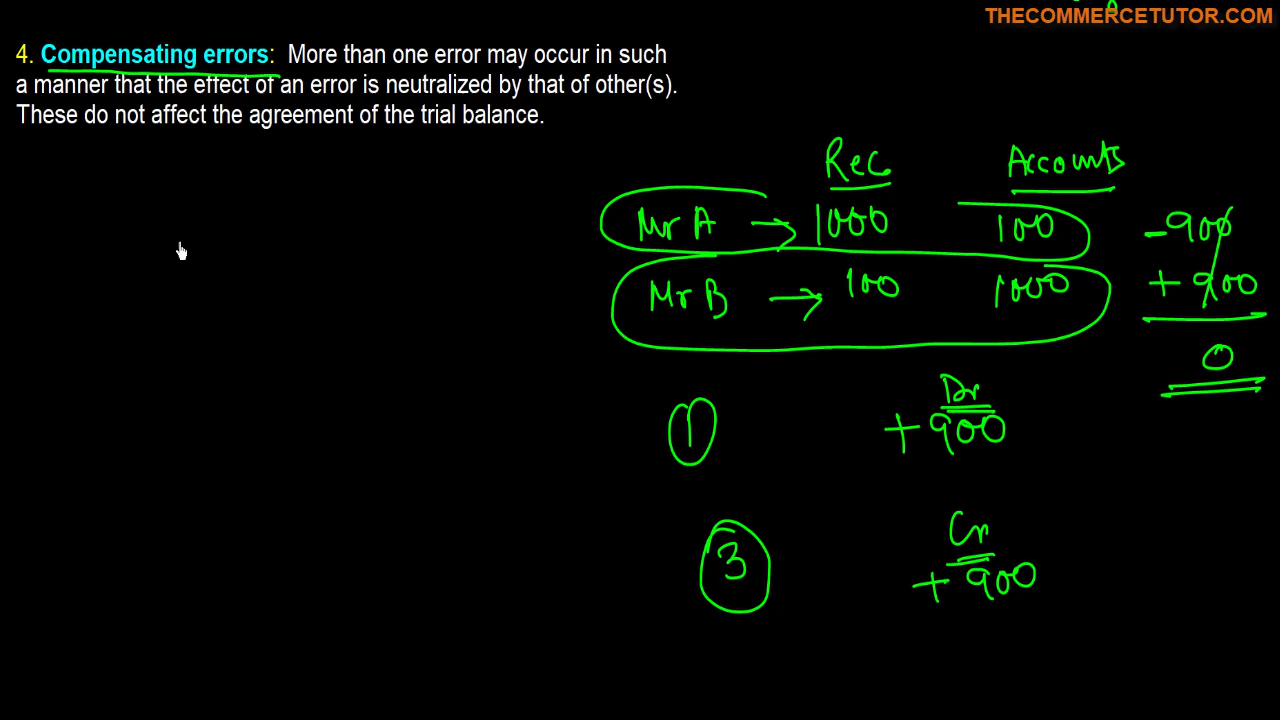 THECOMMERCETUTOR.COM
4. Compensating errors: More than one error may occur in such
a manner that the effect of an error is neutralized by that of other(s).
These do not affect the agreement of the trial balance.
Rec Accounts
Mr A → 1000 100 -900
Mr B → 100 1000 +900
0
Dr
1 +900
Cr
3 +900